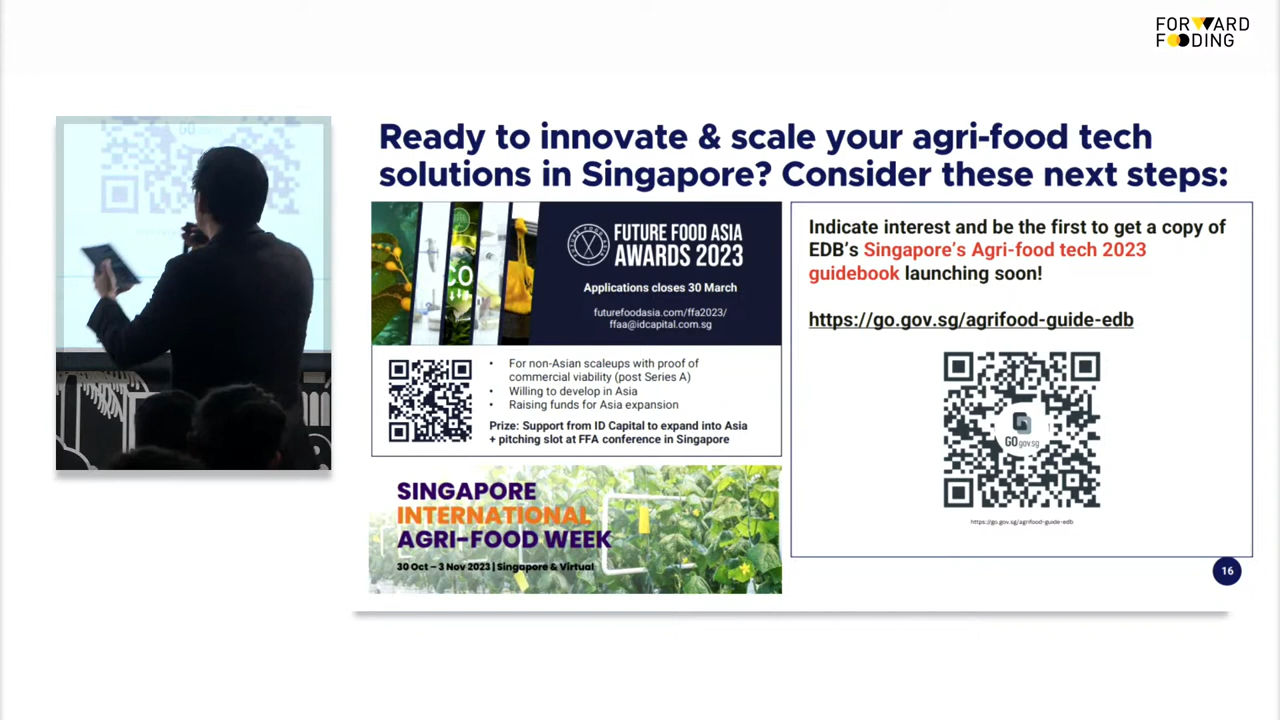 FORWARD
FOODING
Ready to innovate & scale your agri-food tech
solutions in Singapore? Consider these next steps:
FUTURE FOOD ASIA
AWARDS 2023
Applications closes 30 March
futurefoodasia.com/ffa2023/
ffaa@idcapital.com.sg
• For non-Asian scaleups with proof of
commercial viability (post Series A)
• Willing to develop in Asia
• Raising funds for Asia expansion
Prize: Support from ID Capital to expand into Asia
+ pitching slot at FFA conference in Singapore
SINGAPORE
INTERNATIONAL
AGRI-FOOD WEEK
30 Oct – 3 Nov 2023 | Singapore & Virtual
Indicate interest and be the first to get a copy of
EDB's Singapore's Agri-food tech 2023
guidebook launching soon!
https://go.gov.sg/agrifood-guide-edb
GOgov.sg
https://go.gov.sg/agrifood-guide-edb
16